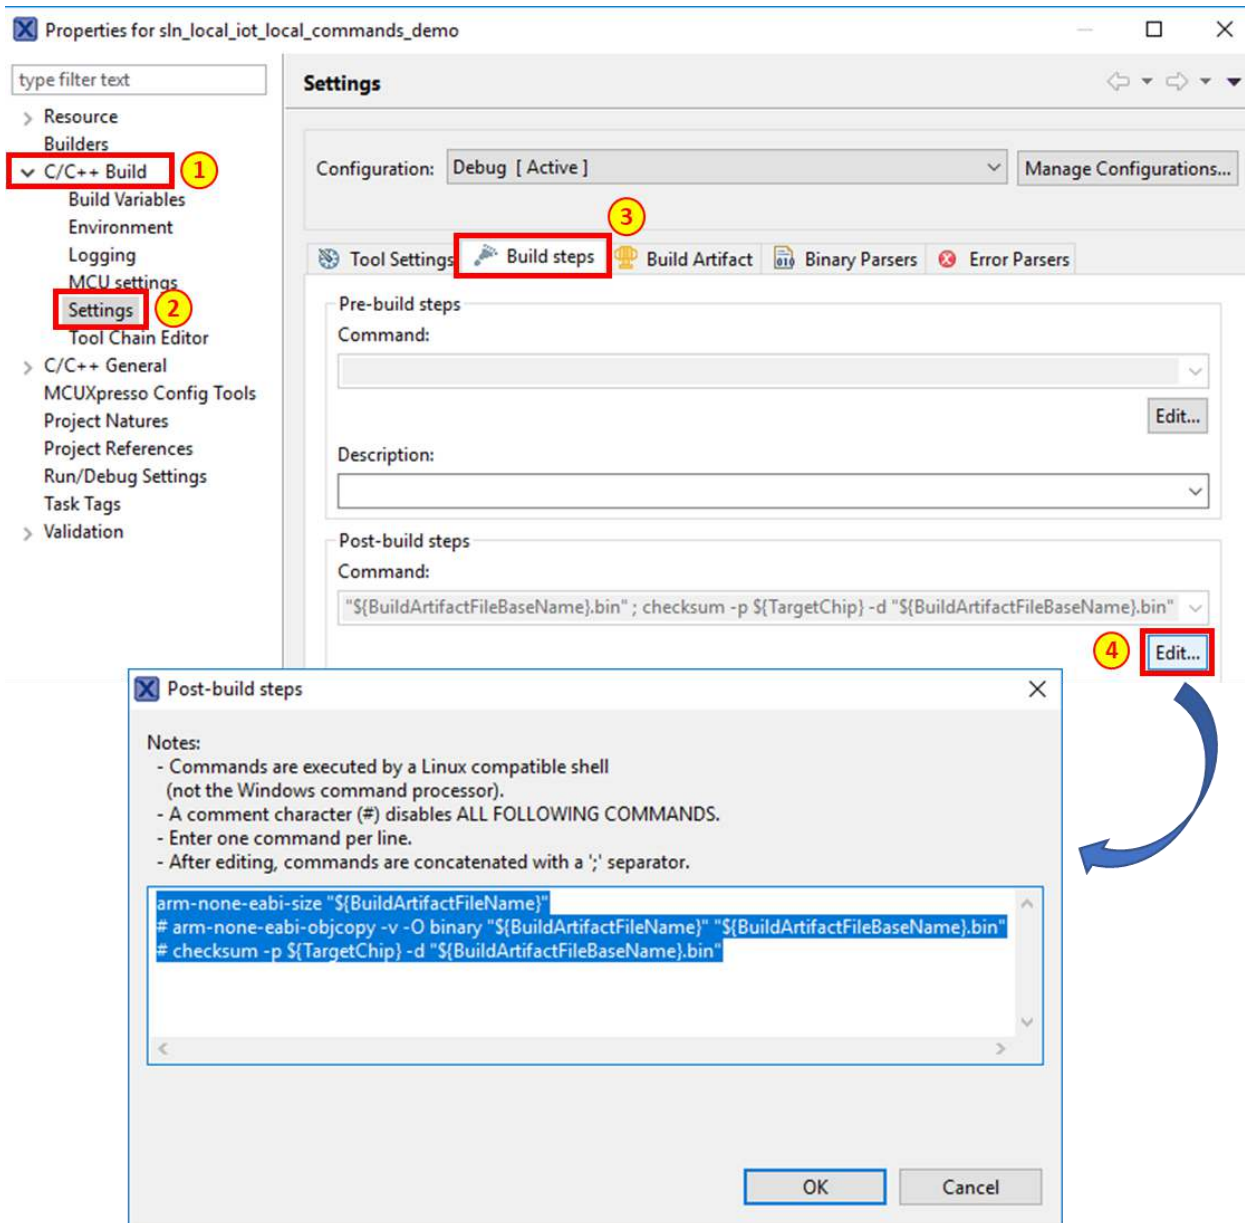 Properties for sln_local_iot_local_commands_demo
type filter text
Resource
Builders
C/C++ Build
1
Build Variables
Environment
Logging
MCU settings
Settings
2
Tool Chain Editor
C/C++ General
MCUXpresso Config Tools
Project Natures
Project References
Run/Debug Settings
Task Tags
Validation
Settings
Configuration: Debug [ Active ] Manage Configurations...
3
Tool Settings Build steps Build Artifact Binary Parsers Error Parsers
Pre-build steps
Command:
Edit...
Description:
Post-build steps
Command:
"${BuildArtifactFileBaseName}.bin" ; checksum -p ${TargetChip} -d "${BuildArtifactFileBaseName}.bin"
4 Edit...
Post-build steps
Notes:
- Commands are executed by a Linux compatible shell
(not the Windows command processor).
- A comment character (#) disables ALL FOLLOWING COMMANDS.
- Enter one command per line.
- After editing, commands are concatenated with a ';' separator.
arm-none-eabi-size "${BuildArtifactFileName}"
# arm-none-eabi-objcopy -v -O binary "${BuildArtifactFileName}" "${BuildArtifactFileBaseName}.bin"
# checksum -p ${TargetChip} -d "${BuildArtifactFileBaseName}.bin"
OK Cancel